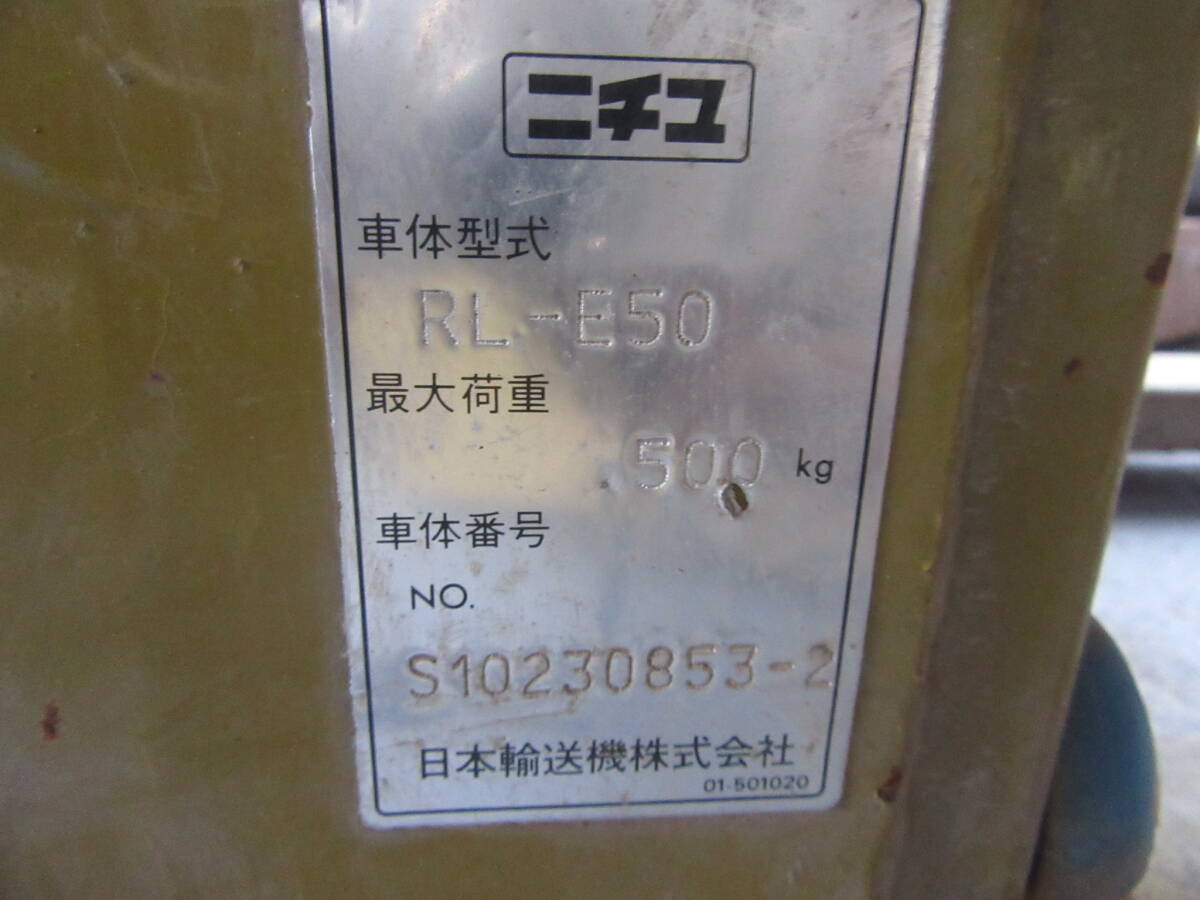 ニチユ
車体型式
RL-E50
最大荷重
500 kg
車体番号
NO.
S10230853-2
日本輸送機株式会社
01-501020